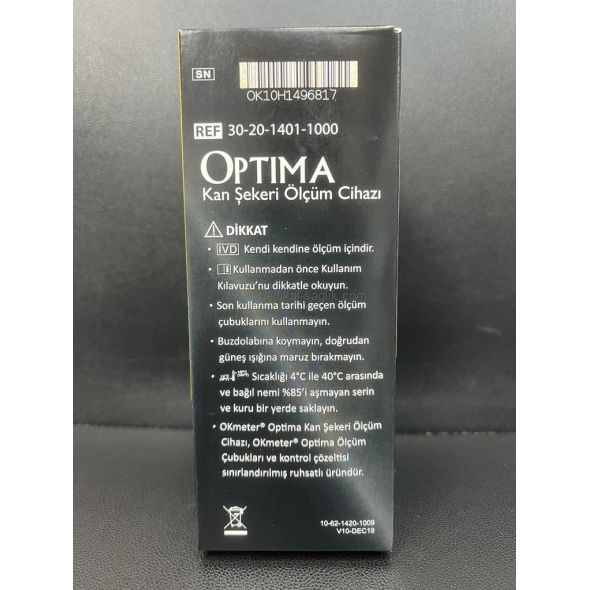 SN
OK10H1496817
REF 30-20-1401-1000
OPTIMA
Kan Şekeri Ölçüm Cihazı
DİKKAT
• IVD Kendi kendine ölçüm içindir.
• Kullanmadan önce Kullanım
Kılavuzu'nu dikkatle okuyun.
• Son kullanma tarihi geçen ölçüm
çubuklarını kullanmayın.
• Buzdolabına koymayın, doğrudan
güneş ışığına maruz bırakmayın.
• Sıcaklığı 4°C ile 40°C arasında
ve bağıl nemi %85'i aşmayan serin
ve kuru bir yerde saklayın.
• OKmeter® Optima Kan Şekeri Ölçüm
Cihazı, OKmeter® Optima Ölçüm
Çubukları ve kontrol çözeltisi
sınırlandırılmış ruhsatlı üründür.
10-62-1420-1009
V10-DEC19